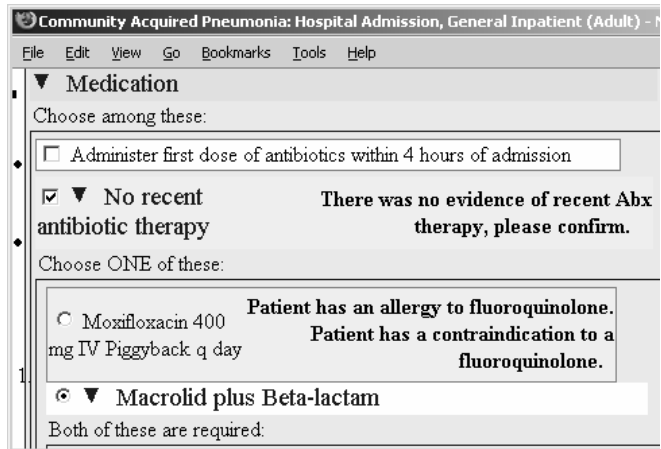 Community Acquired Pneumonia: Hospital Admission, General Inpatient (Adult) -
File Edit View Go Bookmarks Tools Help
▼ Medication
Choose among these:
Administer first dose of antibiotics within 4 hours of admission
▼ No recent
antibiotic therapy
There was no evidence of recent Abx
therapy, please confirm.
Choose ONE of these:
Moxifloxacin 400
mg IV Piggyback q day
Patient has an allergy to fluoroquinolone.
Patient has a contraindication to a
fluoroquinolone.
1.
▼ Macrolid plus Beta-lactam
Both of these are required: